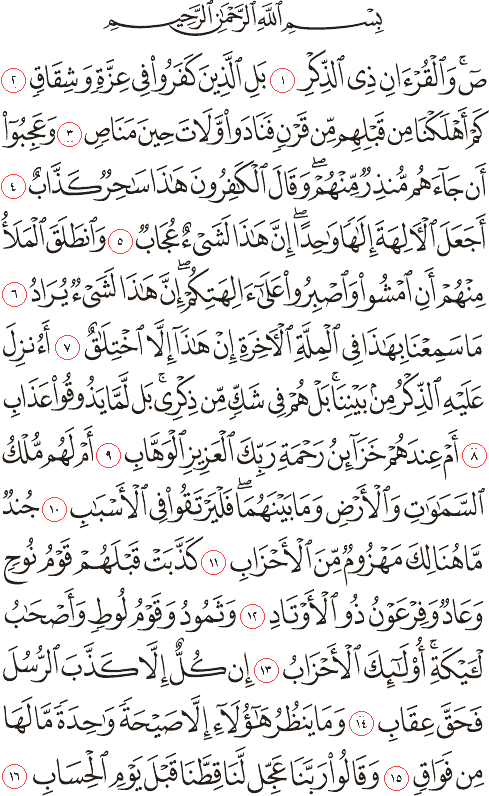 بِسْمِ ٱللَّهِ ٱلرَّحْمَٰنِ ٱلرَّحِيمِ
صٓ ۚ وَٱلْقُرْءَانِ ذِى ٱلذِّكْرِ ١ بَلِ ٱلَّذِينَ كَفَرُوا۟ فِى عِزَّةٍ وَشِقَاقٍ ٢
كَمْ أَهْلَكْنَا مِن قَبْلِهِم مِّن قَرْنٍ فَنَادَوا۟ وَّلَاتَ حِينَ مَنَاصٍ ٣ وَعَجِبُوٓا۟
أَن جَآءَهُم مُّنذِرٌ مِّنْهُمْ ۖ وَقَالَ ٱلْكَٰفِرُونَ هَٰذَا سَٰحِرٌ كَذَّابٌ ٤
أَجَعَلَ ٱلْءَالِهَةَ إِلَٰهًا وَٰحِدًا ۖ إِنَّ هَٰذَا لَشَىْءٌ عُجَابٌ ٥ وَٱنطَلَقَ ٱلْمَلَأُ
مِنْهُمْ أَنِ ٱمْشُوا۟ وَٱصْبِرُوا۟ عَلَىٰٓ ءَالِهَتِكُمْ ۖ إِنَّ هَٰذَا لَشَىْءٌ يُرَادُ ٦
مَا سَمِعْنَا بِهَٰذَا فِى ٱلْمِلَّةِ ٱلْءَاخِرَةِ إِنْ هَٰذَآ إِلَّا ٱخْتِلَٰقٌ ٧ أَءُنزِلَ
عَلَيْهِ ٱلذِّكْرُ مِنۢ بَيْنِنَا ۚ بَلْ هُمْ فِى شَكٍّ مِّن ذِكْرِى ۖ بَل لَّمَّا يَذُوقُوا۟ عَذَابِ
٨ أَمْ عِندَهُمْ خَزَآئِنُ رَحْمَةِ رَبِّكَ ٱلْعَزِيزِ ٱلْوَهَّابِ ٩ أَمْ لَهُم مُّلْكُ
ٱلسَّمَٰوَٰتِ وَٱلْأَرْضِ وَمَا بَيْنَهُمَا ۖ فَلْيَرْتَقُوا۟ فِى ٱلْأَسْبَٰبِ ١٠ جُندٌ
مَّا هُنَالِكَ مَهْزُومٌ مِّنَ ٱلْأَحْزَابِ ١١ كَذَّبَتْ قَبْلَهُمْ قَوْمُ نُوحٍ
وَعَادٌ وَفِرْعَوْنُ ذُو ٱلْأَوْتَادِ ١٢ وَثَمُودُ وَقَوْمُ لُوطٍ وَأَصْحَٰبُ
لْـَٔيْكَةِ ۚ أُو۟لَٰٓئِكَ ٱلْأَحْزَابُ ١٣ إِن كُلٌّ إِلَّا كَذَّبَ ٱلرُّسُلَ
فَحَقَّ عِقَابِ ١٤ وَمَا يَنظُرُ هَٰٓؤُلَآءِ إِلَّا صَيْحَةً وَٰحِدَةً مَّا لَهَا
مِن فَوَاقٍ ١٥ وَقَالُوا۟ رَبَّنَا عَجِّل لَّنَا قِطَّنَا قَبْلَ يَوْمِ ٱلْحِسَابِ ١٦